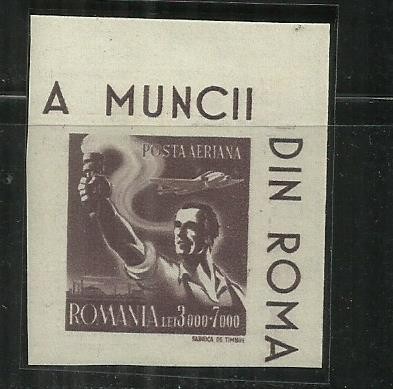 A MUNCII
DIN ROMA
POSTA AERIANA
ROMANIA LEI 3000+7000
FABRICA DE TIMBRE